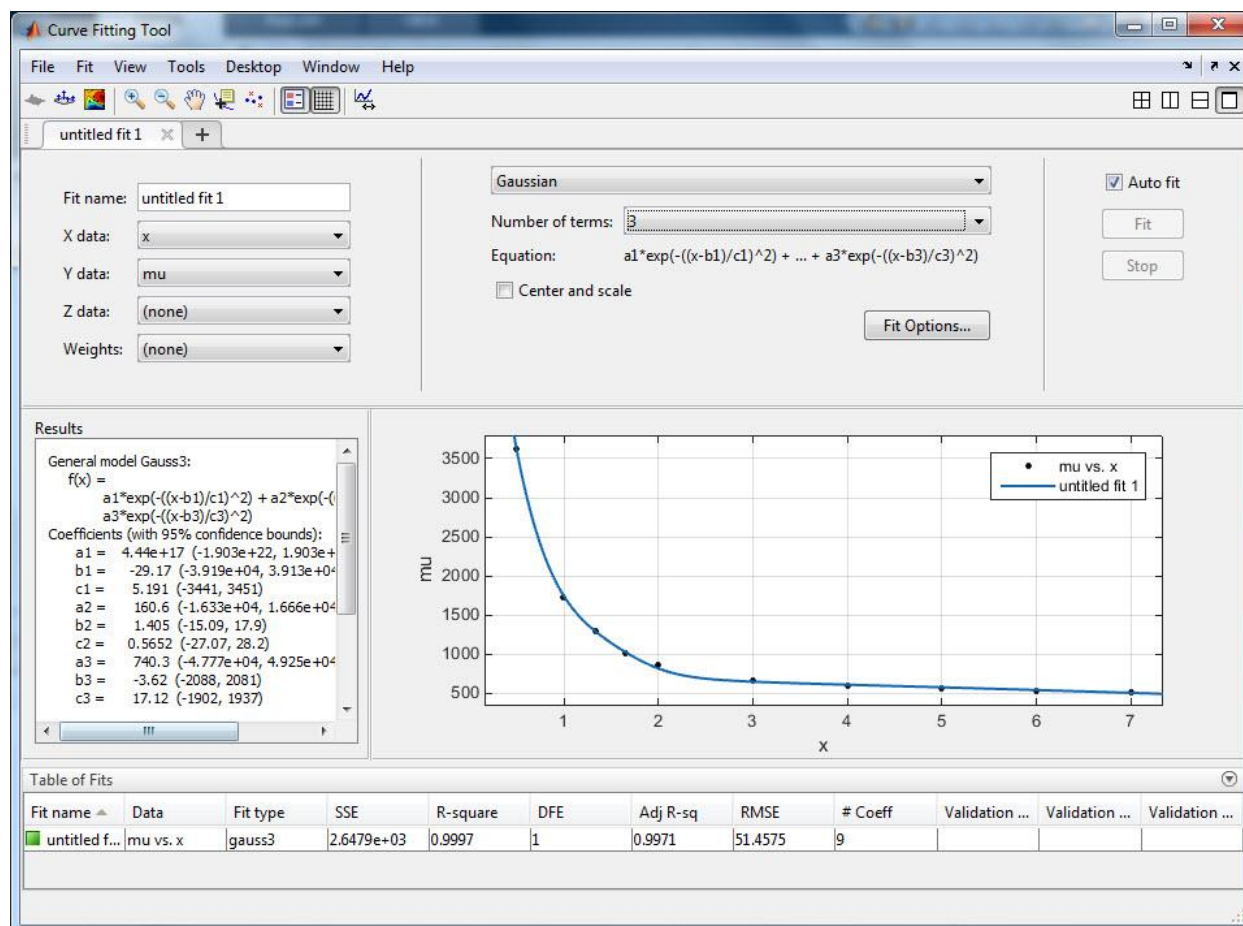 Curve Fitting Tool
File Fit View Tools Desktop Window Help
untitled fit 1
Fit name: untitled fit 1
X data: x
Y data: mu
Z data: (none)
Weights: (none)
Gaussian
Number of terms: 3
Equation: a1*exp(-((x-b1)/c1)^2) + ... + a3*exp(-((x-b3)/c3)^2)
Center and scale
Fit Options...
Auto fit
Fit
Stop
Results
General model Gauss3:
f(x) =
a1*exp(-((x-b1)/c1)^2) + a2*exp(-(
a3*exp(-((x-b3)/c3)^2)
Coefficients (with 95% confidence bounds):
a1 = 4.44e+17 (-1.903e+22, 1.903e+
b1 = -29.17 (-3.919e+04, 3.913e+04
c1 = 5.191 (-3441, 3451)
a2 = 160.6 (-1.633e+04, 1.666e+04
b2 = 1.405 (-15.09, 17.9)
c2 = 0.5652 (-27.07, 28.2)
a3 = 740.3 (-4.777e+04, 4.925e+04
b3 = -3.62 (-2088, 2081)
c3 = 17.12 (-1902, 1937)
3500
3000
2500
2000
1500
1000
500
mu
1 2 3 4 5 6 7
x
mu vs. x
untitled fit 1
Table of Fits
Fit name Data Fit type SSE R-square DFE Adj R-sq RMSE # Coeff Validation ... Validation ... Validation ...
untitled f... mu vs. x gauss3 2.6479e+03 0.9997 1 0.9971 51.4575 9